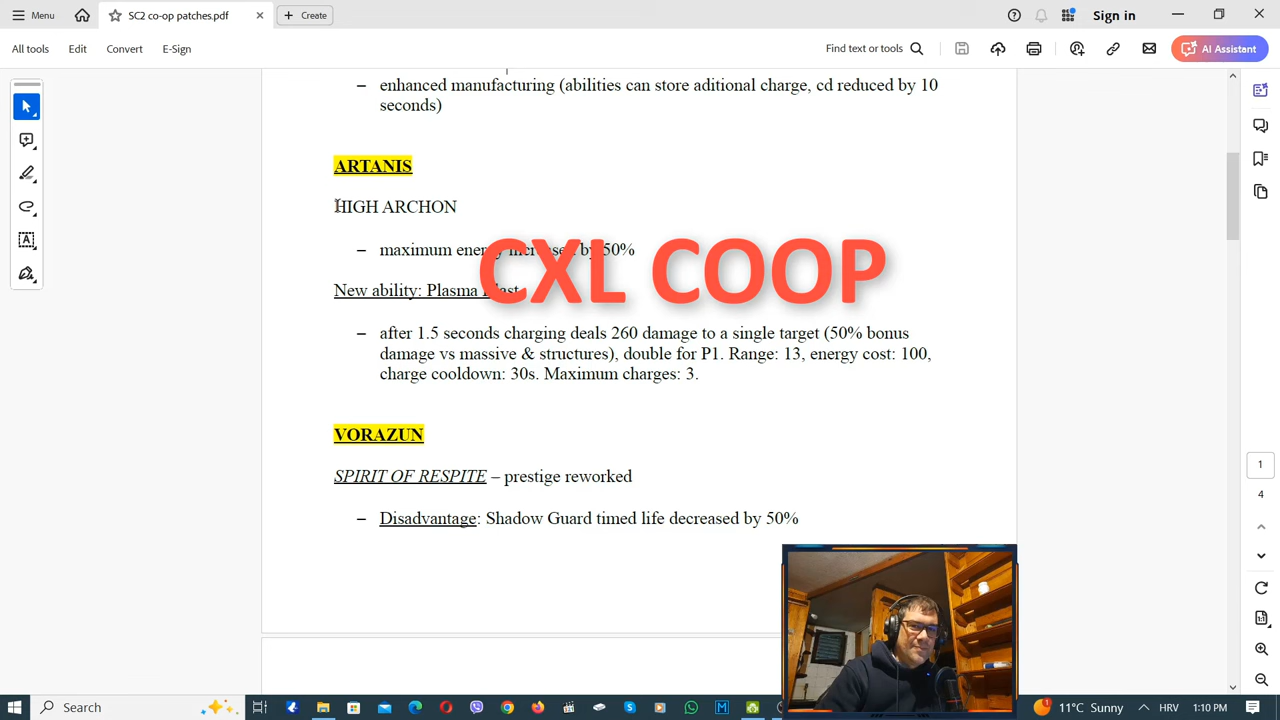 Menu
SC2 co-op patches.pdf
Create
Sign in
All tools
Edit
Convert
E-Sign
Find text or tools
AI Assistant
– enhanced manufacturing (abilities can store aditional charge, cd reduced by 10
seconds)
ARTANIS
HIGH ARCHON
– maximum energy increased by 50%
CXL COOP
New ability: Plasma Blast
– after 1.5 seconds charging deals 260 damage to a single target (50% bonus
damage vs massive & structures), double for P1. Range: 13, energy cost: 100,
charge cooldown: 30s. Maximum charges: 3.
VORAZUN
SPIRIT OF RESPITE – prestige reworked
– Disadvantage: Shadow Guard timed life decreased by 50%
1
4
Search
11°C Sunny
HRV
1:10 PM